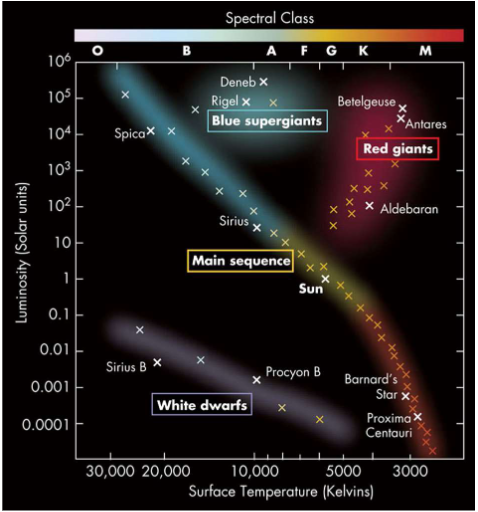 Spectral Class
O B A F G K M
10⁶
10⁵
10⁴
10³
10²
10
1
0.1
0.01
0.001
0.0001
Luminosity (Solar units)
Deneb
Rigel
Blue supergiants
Betelgeuse
Antares
Red giants
Spica
Aldebaran
Sirius
Main sequence
Sun
Sirius B
Procyon B
White dwarfs
Barnard's
Star
Proxima
Centauri
30,000 20,000 10,000 5000 3000
Surface Temperature (Kelvins)